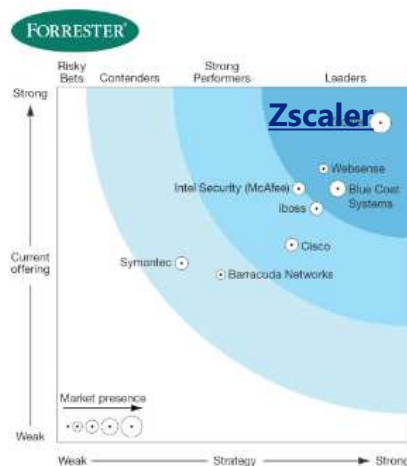 FORRESTER®
Risky Bets
Contenders
Strong Performers
Leaders
Strong
Zscaler
Websense
Intel Security (McAfee)
Blue Coat Systems
iboss
Cisco
Current offering
Symantec
Barracuda Networks
Market presence
Weak
Weak
Strategy
Strong